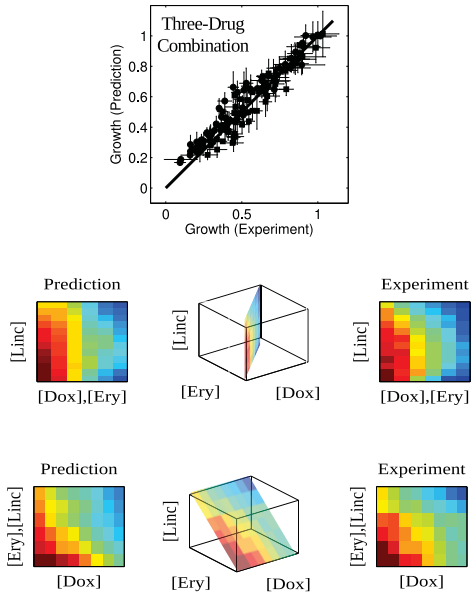 Three-Drug
Combination
Growth (Prediction)
1
0.8
0.6
0.4
0.2
0
0
0.5
1
Growth (Experiment)
Prediction
Experiment
[Linc]
[Linc]
[Linc]
[Dox],[Ery]
[Ery]
[Dox]
[Dox],[Ery]
Prediction
Experiment
[Ery],[Linc]
[Linc]
[Ery],[Linc]
[Dox]
[Ery]
[Dox]
[Dox]